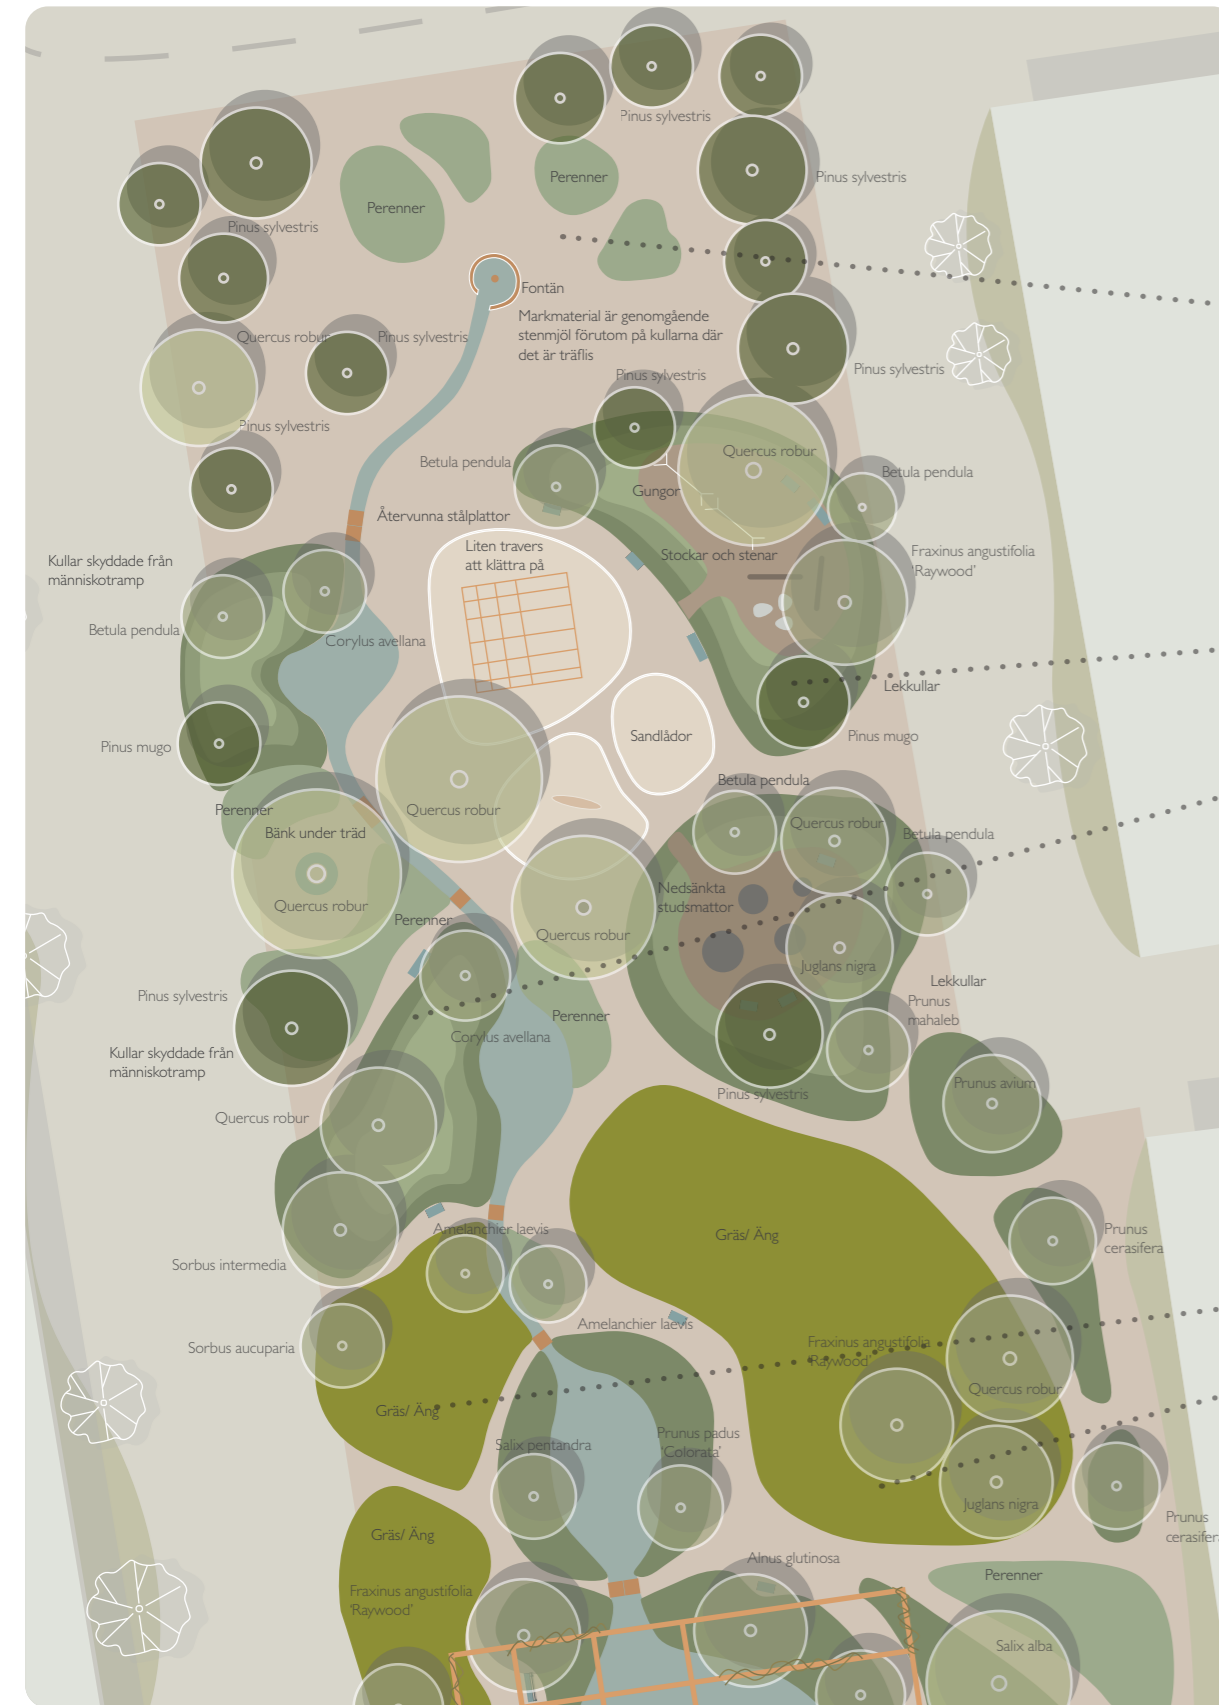 Pinus sylvestris
Perenner
Pinus sylvestris
Perenner
Pinus sylvestris
Fontän
Markmaterial är genomgående
stenmjöl förutom på kullarna där
det är träflis
Quercus robur
Pinus sylvestris
Pinus sylvestris
Pinus sylvestris
Pinus sylvestris
Quercus robur
Betula pendula
Betula pendula
Gungor
Återvunna stålplattor
Liten travers
att klättra på
Stockar och stenar
Fraxinus angustifolia
'Raywood'
Kullar skyddade från
människotramp
Betula pendula
Corylus avellana
Lekkullar
Pinus mugo
Sandlådor
Pinus mugo
Betula pendula
Perenner
Quercus robur
Quercus robur
Betula pendula
Bänk under träd
Nedsänkta
studsmattor
Quercus robur
Perenner
Quercus robur
Juglans nigra
Lekkullar
Pinus sylvestris
Prunus
mahaleb
Perenner
Corylus avellana
Kullar skyddade från
människotramp
Prunus avium
Pinus sylvestris
Quercus robur
Amelanchier laevis
Gräs/ Äng
Prunus
cerasifera
Sorbus intermedia
Amelanchier laevis
Sorbus aucuparia
Fraxinus angustifolia
'Raywood'
Quercus robur
Gräs/ Äng
Salix pentandra
Prunus padus
'Colorata'
Juglans nigra
Prunus
cerasifera
Gräs/ Äng
Alnus glutinosa
Perenner
Fraxinus angustifolia
'Raywood'
Salix alba